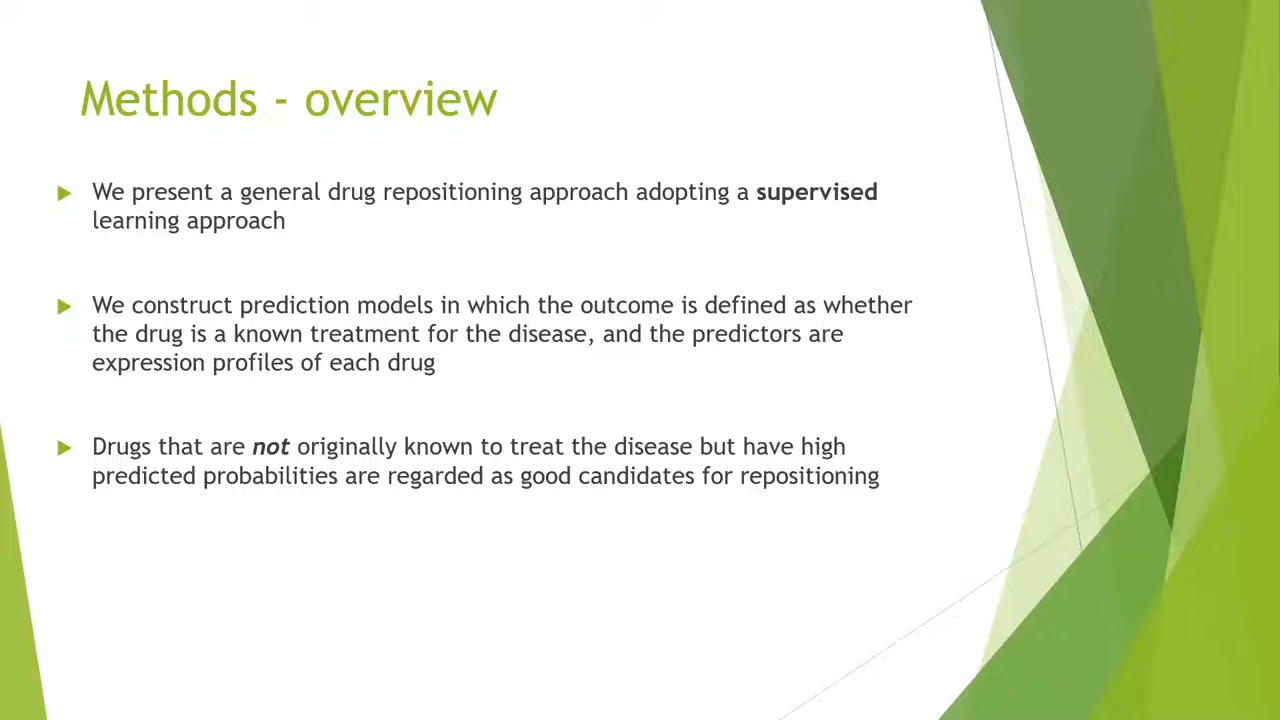 Methods - overview
We present a general drug repositioning approach adopting a supervised
learning approach
We construct prediction models in which the outcome is defined as whether
the drug is a known treatment for the disease, and the predictors are
expression profiles of each drug
Drugs that are not originally known to treat the disease but have high
predicted probabilities are regarded as good candidates for repositioning